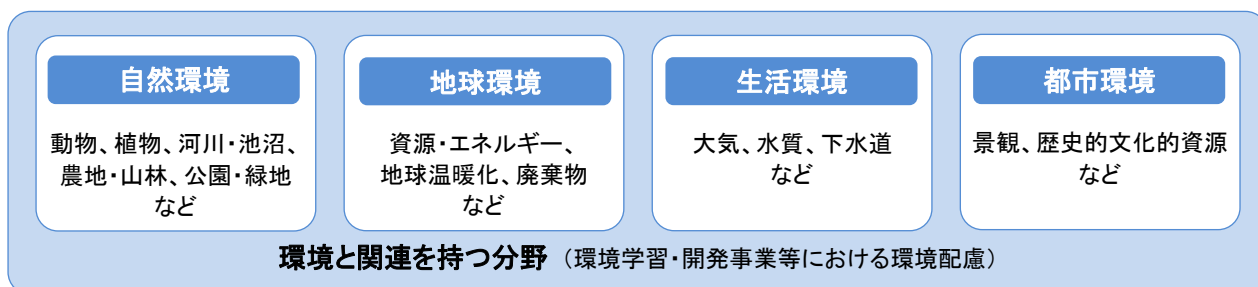 自然環境
動物、植物、河川・池沼、
農地・山林、公園・緑地
など
地球環境
資源・エネルギー、
地球温暖化、廃棄物
など
生活環境
大気、水質、下水道
など
都市環境
景観、歴史的文化的資源
など
環境と関連を持つ分野（環境学習・開発事業等における環境配慮）